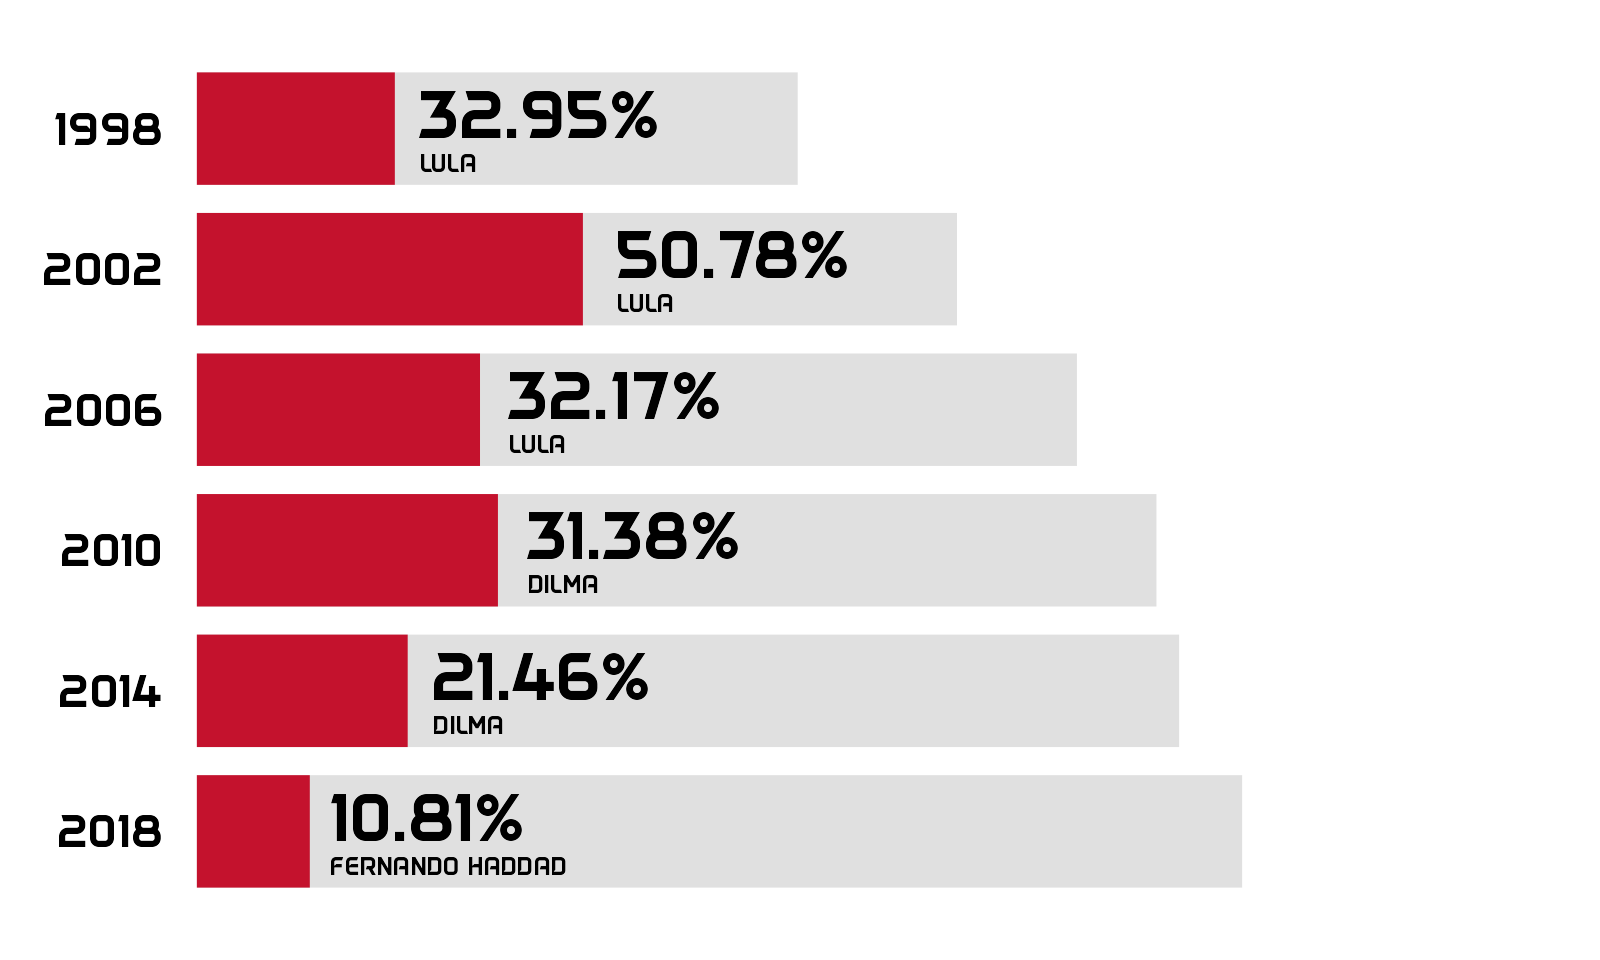 1998
32.95%
LULA
2002
50.78%
LULA
2006
32.17%
LULA
2010
31.38%
DILMA
2014
21.46%
DILMA
2018
10.81%
FERNANDO HADDAD